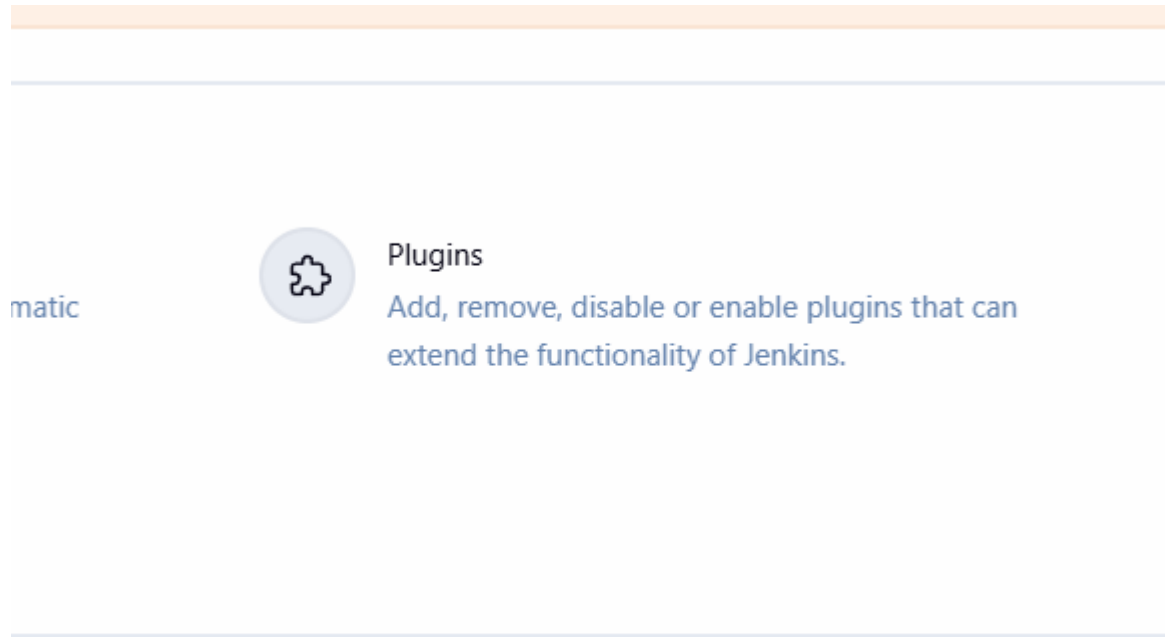 Plugins
matic
Add, remove, disable or enable plugins that can
extend the functionality of Jenkins.